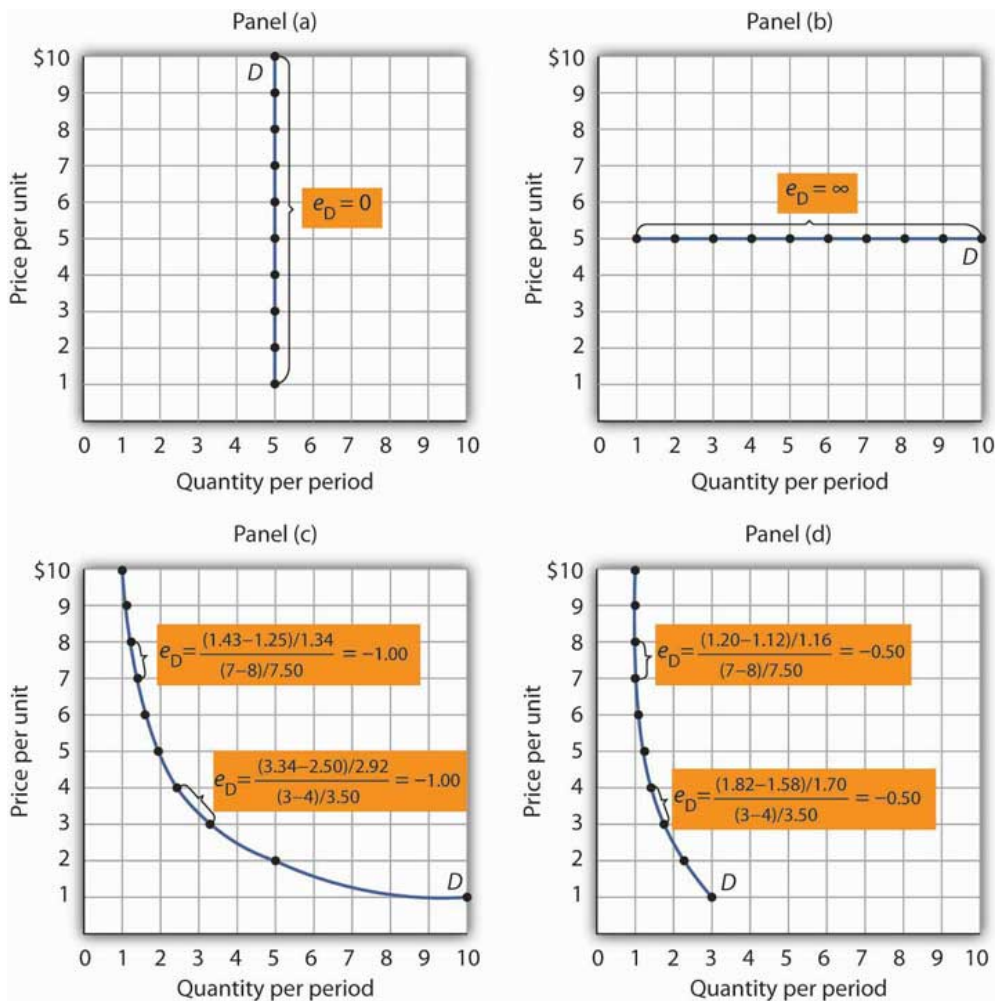 Panel (a)
Panel (b)
$10
9
8
7
6
5
4
3
2
1
Price per unit
D
e_D = 0
0 1 2 3 4 5 6 7 8 9 10
Quantity per period
$10
9
8
7
6
5
4
3
2
1
Price per unit
e_D = ∞
D
0 1 2 3 4 5 6 7 8 9 10
Quantity per period
Panel (c)
Panel (d)
$10
9
8
7
6
5
4
3
2
1
Price per unit
e_D = (1.43–1.25)/1.34 / (7–8)/7.50 = –1.00
e_D = (3.34–2.50)/2.92 / (3–4)/3.50 = –1.00
D
0 1 2 3 4 5 6 7 8 9 10
Quantity per period
$10
9
8
7
6
5
4
3
2
1
Price per unit
e_D = (1.20–1.12)/1.16 / (7–8)/7.50 = –0.50
e_D = (1.82–1.58)/1.70 / (3–4)/3.50 = –0.50
D
0 1 2 3 4 5 6 7 8 9 10
Quantity per period